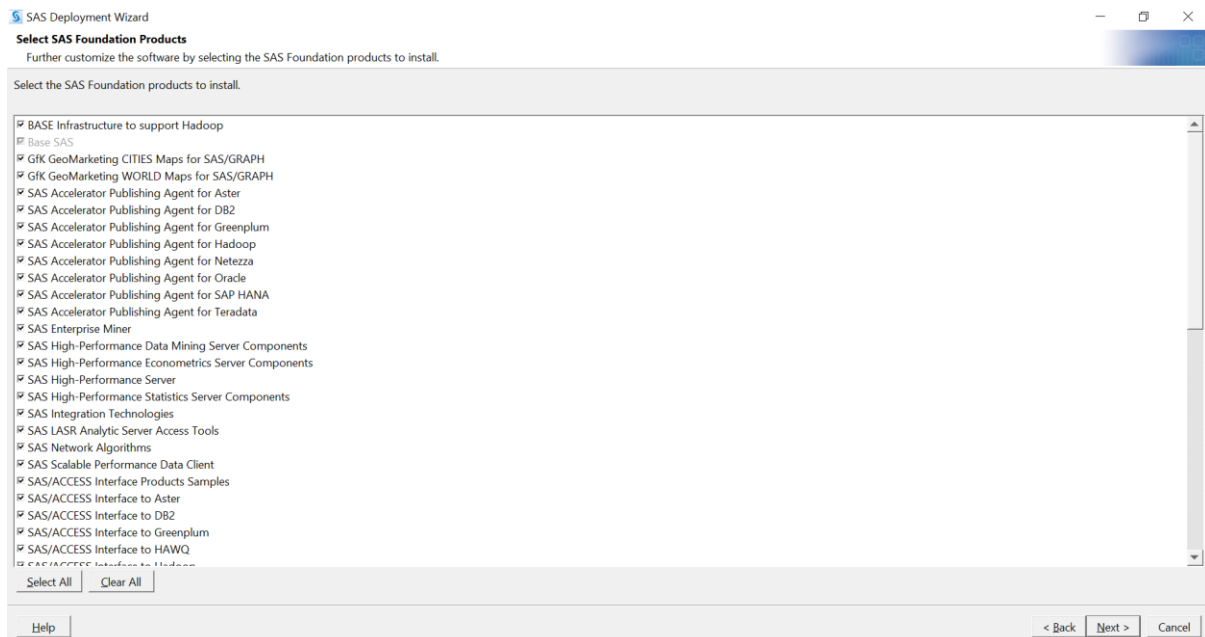 SAS Deployment Wizard
Select SAS Foundation Products
Further customize the software by selecting the SAS Foundation products to install.
Select the SAS Foundation products to install.
BASE Infrastructure to support Hadoop
Base SAS
GfK GeoMarketing CITIES Maps for SAS/GRAPH
GfK GeoMarketing WORLD Maps for SAS/GRAPH
SAS Accelerator Publishing Agent for Aster
SAS Accelerator Publishing Agent for DB2
SAS Accelerator Publishing Agent for Greenplum
SAS Accelerator Publishing Agent for Hadoop
SAS Accelerator Publishing Agent for Netezza
SAS Accelerator Publishing Agent for Oracle
SAS Accelerator Publishing Agent for SAP HANA
SAS Accelerator Publishing Agent for Teradata
SAS Enterprise Miner
SAS High-Performance Data Mining Server Components
SAS High-Performance Econometrics Server Components
SAS High-Performance Server
SAS High-Performance Statistics Server Components
SAS Integration Technologies
SAS LASR Analytic Server Access Tools
SAS Network Algorithms
SAS Scalable Performance Data Client
SAS/ACCESS Interface Products Samples
SAS/ACCESS Interface to Aster
SAS/ACCESS Interface to DB2
SAS/ACCESS Interface to Greenplum
SAS/ACCESS Interface to HAWQ
SAS/ACCESS Interface to Hadoop
Select All Clear All
Help < Back Next > Cancel